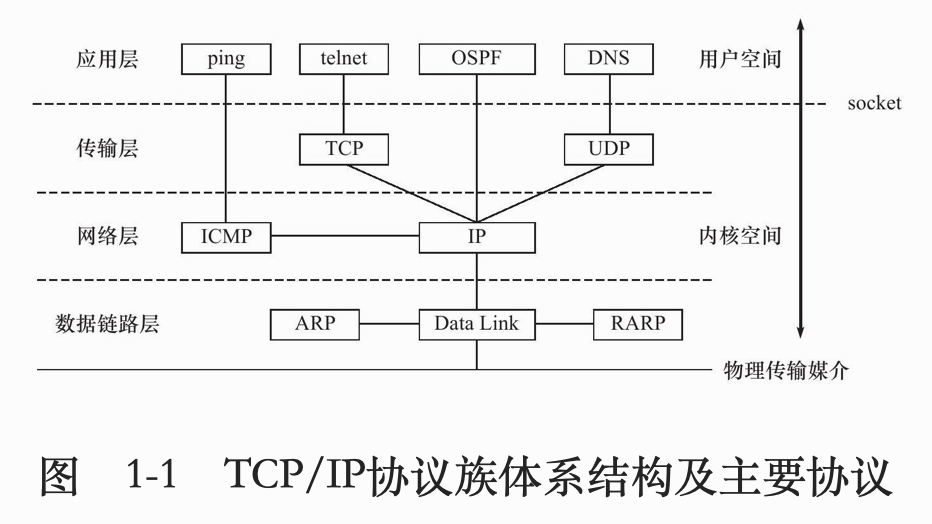 应用层 ping telnet OSPF DNS 用户空间
socket
传输层 TCP UDP
网络层 ICMP IP 内核空间
数据链路层 ARP Data Link RARP
物理传输媒介
图 1-1 TCP/IP协议族体系结构及主要协议